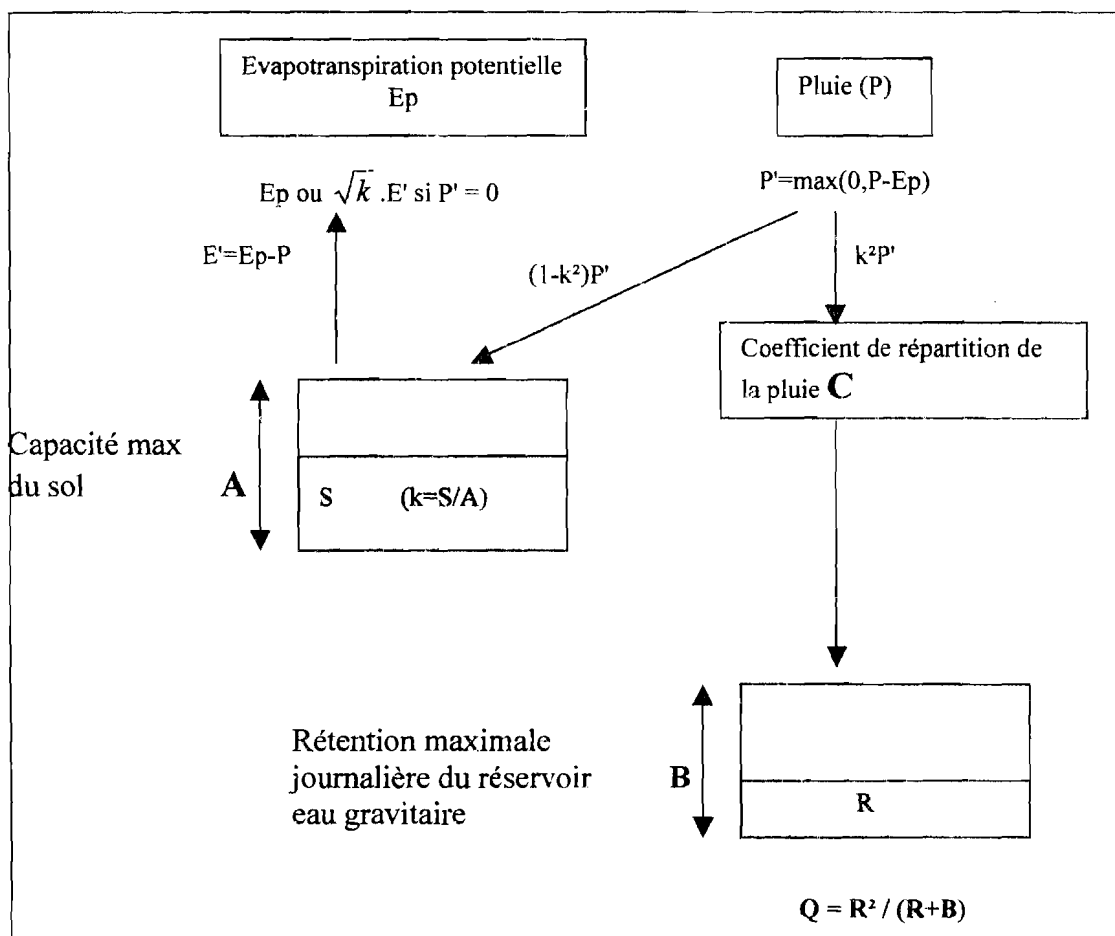 Evapotranspiration potentielle
Ep
Pluie (P)
Ep ou √k .E' si P' = 0
P'=max(0,P-Ep)
E'=Ep-P
(1-k²)P'
k²P'
Coefficient de répartition de
la pluie C
Capacité max
du sol
A
S (k=S/A)
Rétention maximale
journalière du réservoir
eau gravitaire
B
R
Q = R² / (R+B)